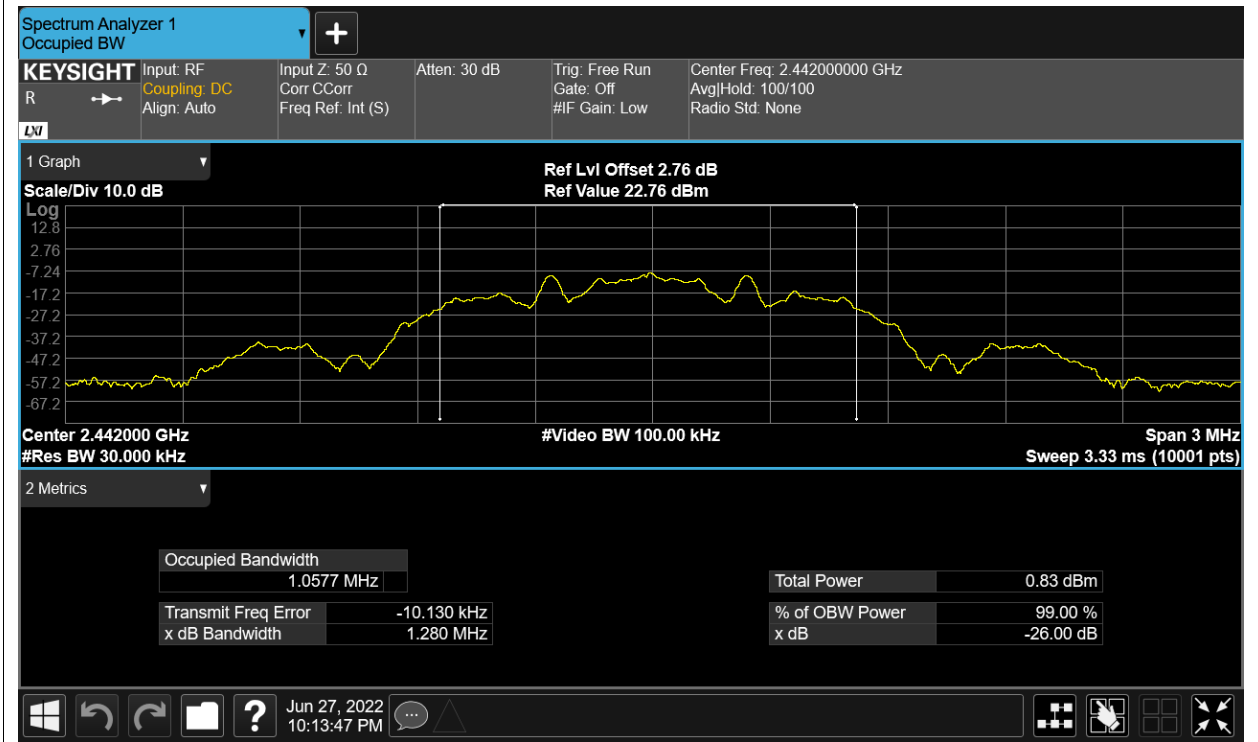 Spectrum Analyzer 1
Occupied BW
KEYSIGHT
R
LXI
Input: RF
Coupling: DC
Align: Auto
Input Z: 50 Ω
Corr CCorr
Freq Ref: Int (S)
Atten: 30 dB
Trig: Free Run
Gate: Off
#IF Gain: Low
Center Freq: 2.442000000 GHz
Avg|Hold: 100/100
Radio Std: None
1 Graph
Scale/Div 10.0 dB
Ref Lvl Offset 2.76 dB
Ref Value 22.76 dBm
Log
12.8
2.76
-7.24
-17.2
-27.2
-37.2
-47.2
-57.2
-67.2
Center 2.442000 GHz
#Res BW 30.000 kHz
#Video BW 100.00 kHz
Span 3 MHz
Sweep 3.33 ms (10001 pts)
2 Metrics
Occupied Bandwidth
1.0577 MHz
Transmit Freq Error -10.130 kHz
x dB Bandwidth 1.280 MHz
Total Power 0.83 dBm
% of OBW Power 99.00 %
x dB -26.00 dB
?
Jun 27, 2022
10:13:47 PM